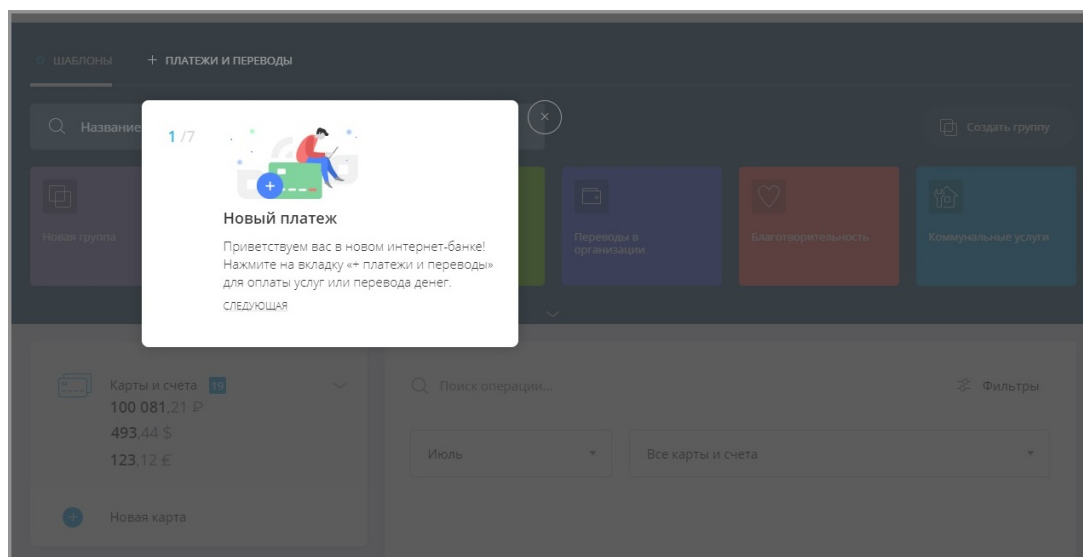 ШАБЛОНЫ
+ ПЛАТЕЖИ И ПЕРЕВОДЫ
Название
Создать группу
1 /7
Новый платеж
Приветствуем вас в новом интернет-банке!
Нажмите на вкладку «+ платежи и переводы»
для оплаты услуг или перевода денег.
СЛЕДУЮЩАЯ
Новая группа
Переводы в
организации
Благотворительность
Коммунальные услуги
Карты и счета 19
100 081,21 ₽
493,44 $
123,12 €
Новая карта
Поиск операции...
Фильтры
Июль
Все карты и счета